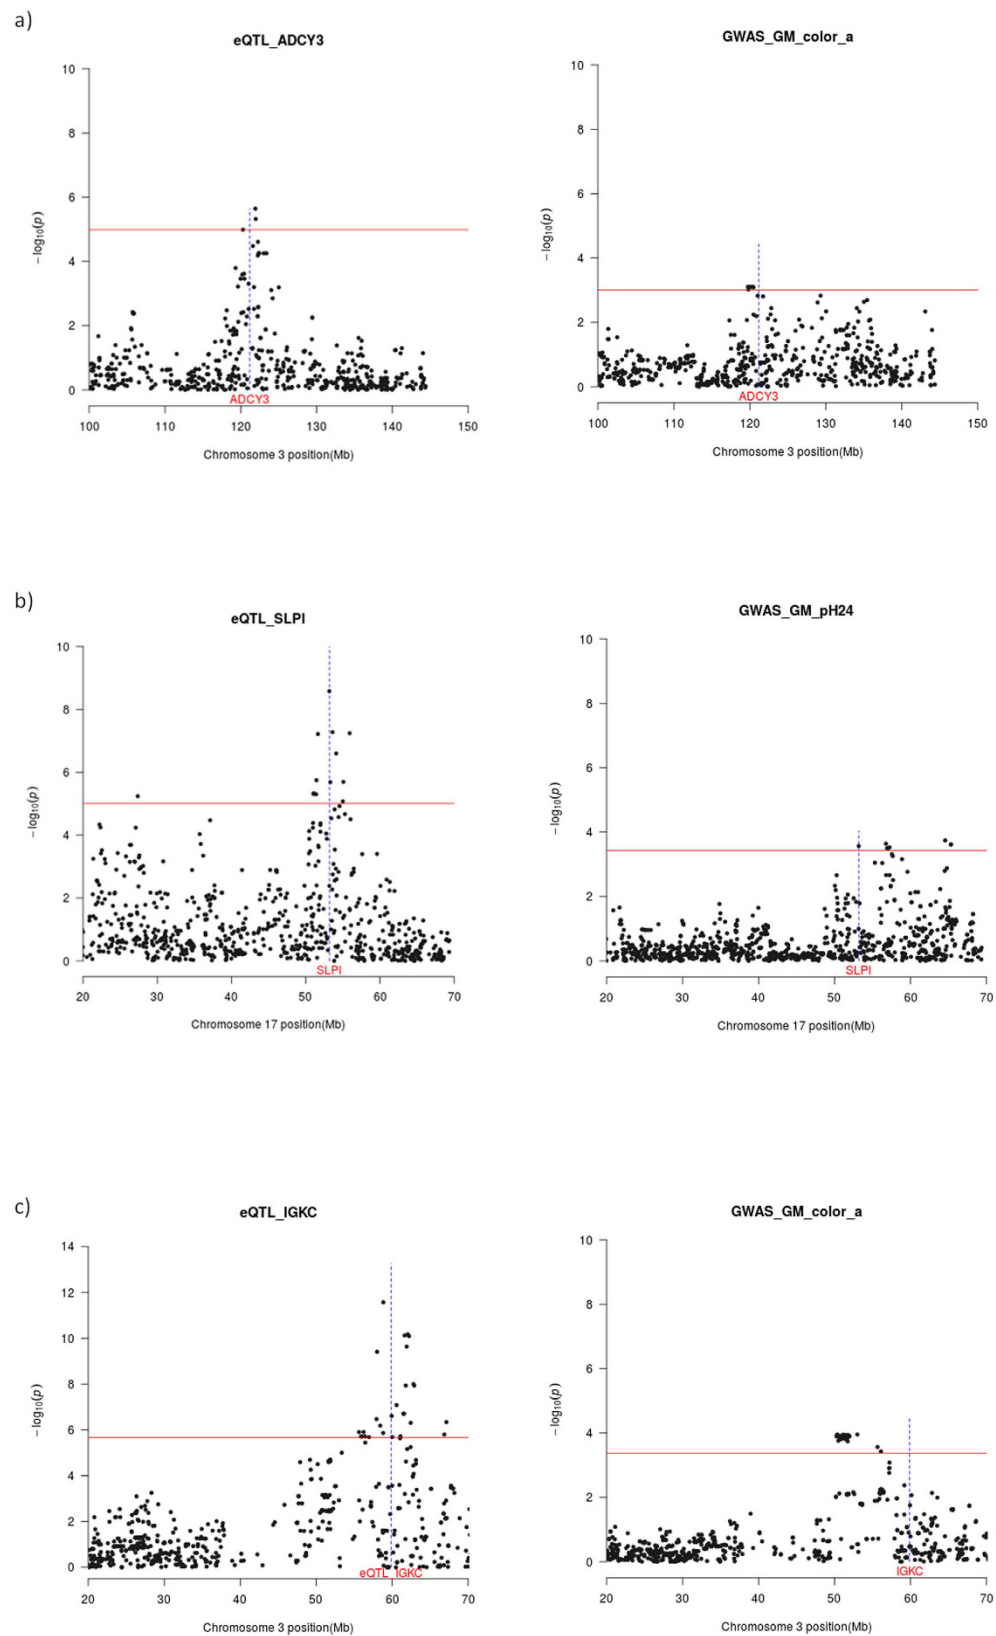 a)
eQTL_ADCY3
10
8
6
4
2
0
−log10(p)
ADCY3
100 110 120 130 140 150
Chromosome 3 position(Mb)
GWAS_GM_color_a
10
8
6
4
2
0
−log10(p)
ADCY3
100 110 120 130 140 150
Chromosome 3 position(Mb)
b)
eQTL_SLPI
10
8
6
4
2
0
−log10(p)
SLPI
20 30 40 50 60 70
Chromosome 17 position(Mb)
GWAS_GM_pH24
10
8
6
4
2
0
−log10(p)
SLPI
20 30 40 50 60 70
Chromosome 17 position(Mb)
c)
eQTL_IGKC
14
12
10
8
6
4
2
0
−log10(p)
eQTL_IGKC
20 30 40 50 60 70
Chromosome 3 position(Mb)
GWAS_GM_color_a
10
8
6
4
2
0
−log10(p)
IGKC
20 30 40 50 60 70
Chromosome 3 position(Mb)